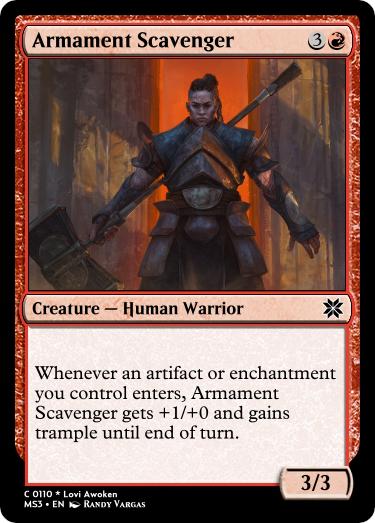 Armament Scavenger 3
Creature — Human Warrior
Whenever an artifact or enchantment
you control enters, Armament
Scavenger gets +1/+0 and gains
trample until end of turn.
3/3
C 0110 * Lovi Awoken
MS3 • EN Randy Vargas